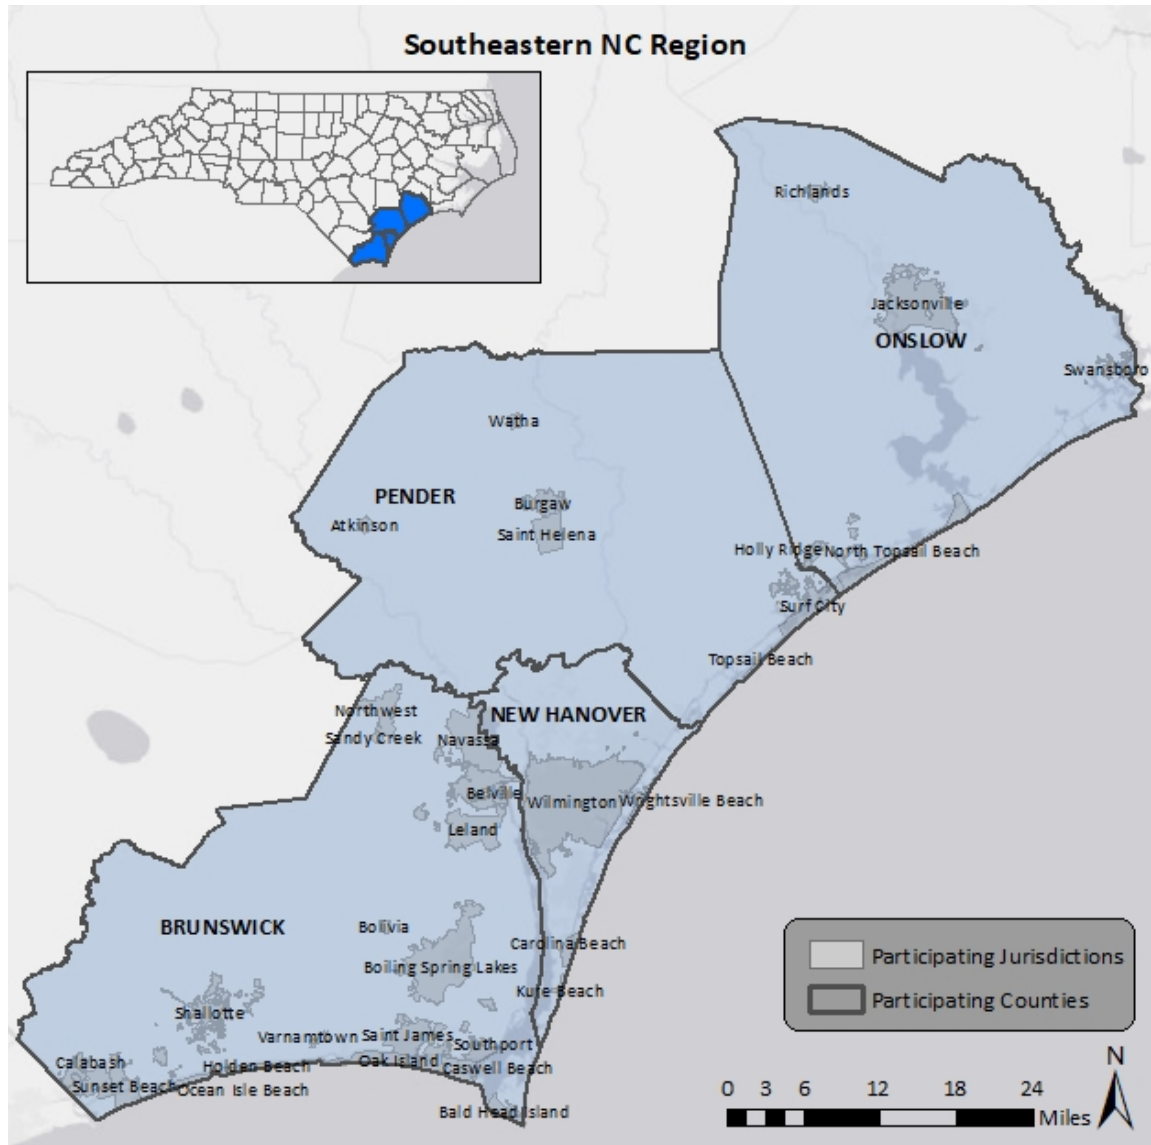 Southeastern NC Region
Richlands
Jacksonville
ONSLOW
Swansboro
Watha
PENDER
Burgaw
Atkinson
Saint Helena
Holly Ridge
North Topsail Beach
Surf City
Topsail Beach
Northwest
NEW HANOVER
Sandy Creek
Navassa
Belville
Wilmington
Wrightsville Beach
Leland
BRUNSWICK
Bolivia
Carolina Beach
Boiling Spring Lakes
Kure Beach
Shallotte
Varnamtown
Saint James
Southport
Calabash
Holden Beach
Oak Island
Caswell Beach
Sunset Beach
Ocean Isle Beach
Bald Head Island
Participating Jurisdictions
Participating Counties
N
0 3 6 12 18 24
Miles